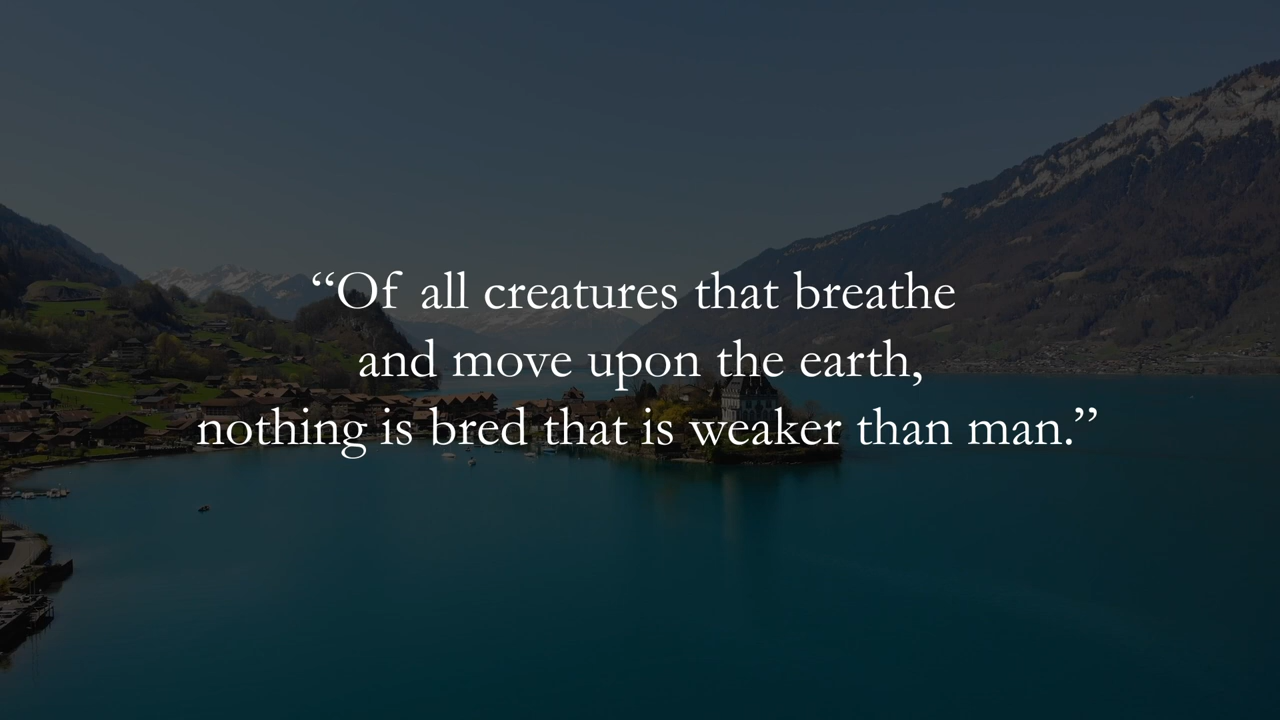 “Of all creatures that breathe
and move upon the earth,
nothing is bred that is weaker than man.”